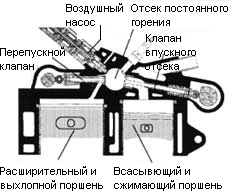 Воздушный
насос
Отсек постоянного
горения
Перепускной
клапан
Клапан
впускного
отсека
Расширительный и
выхлопной поршень
Всасывающий и
сжимающий поршень